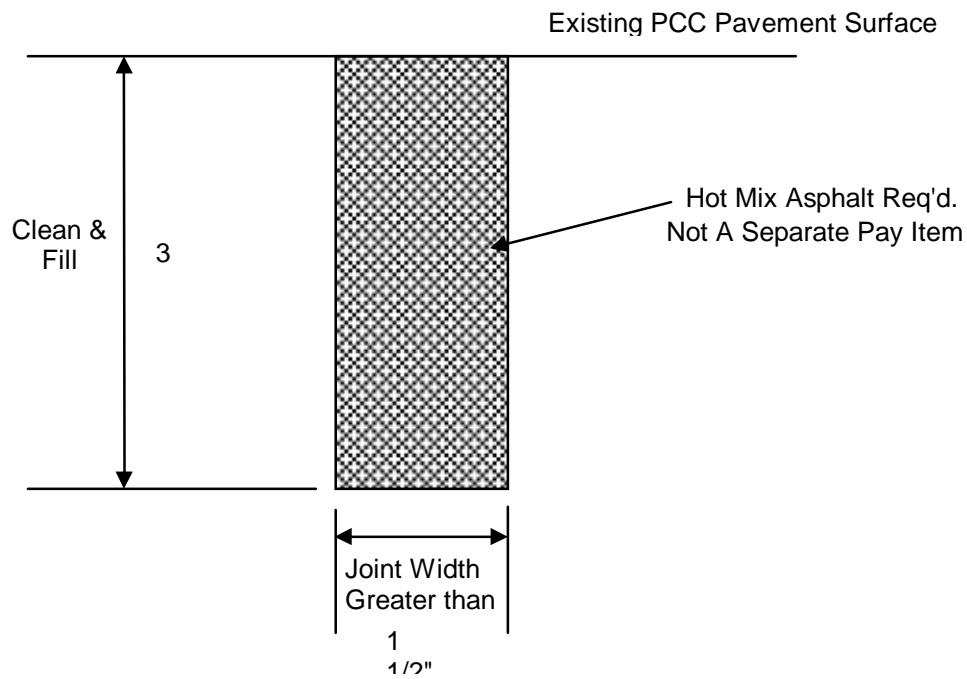 Existing PCC Pavement Surface
Clean &
Fill
3
Hot Mix Asphalt Req'd.
Not A Separate Pay Item
Joint Width
Greater than
1
1/2"